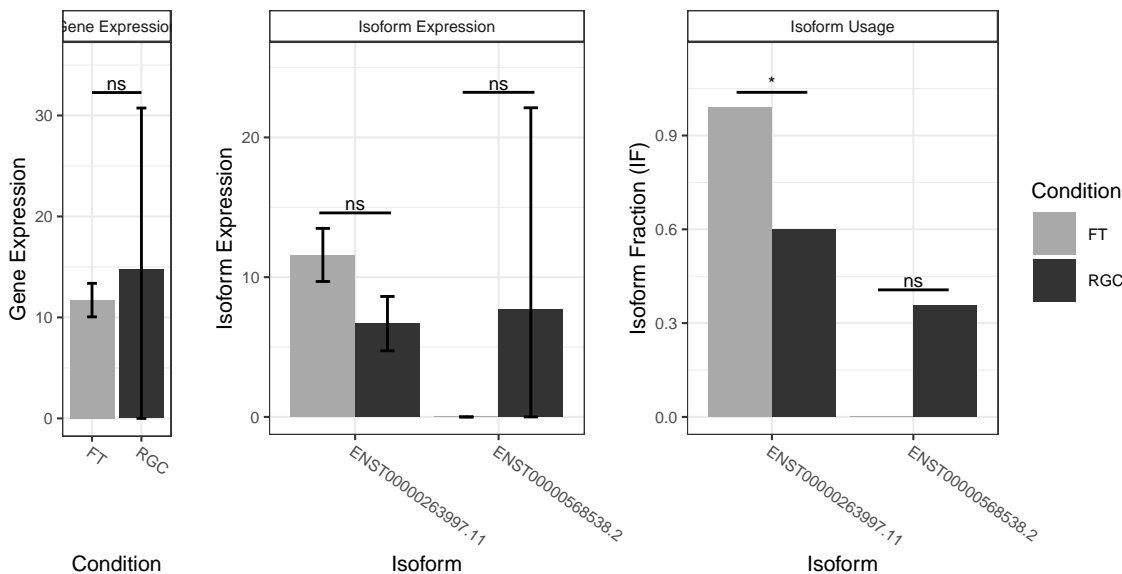 Gene Expression
Isoform Expression
Isoform Usage
Gene Expression
30
20
10
0
ns
FT
RGC
Condition
Isoform Expression
20
10
0
ns
ns
ENST00000263997.11
ENST00000568538.2
Isoform
Isoform Fraction (IF)
0.9
0.6
0.3
0.0
*
ns
ENST00000263997.11
ENST00000568538.2
Isoform
Condition
FT
RGC